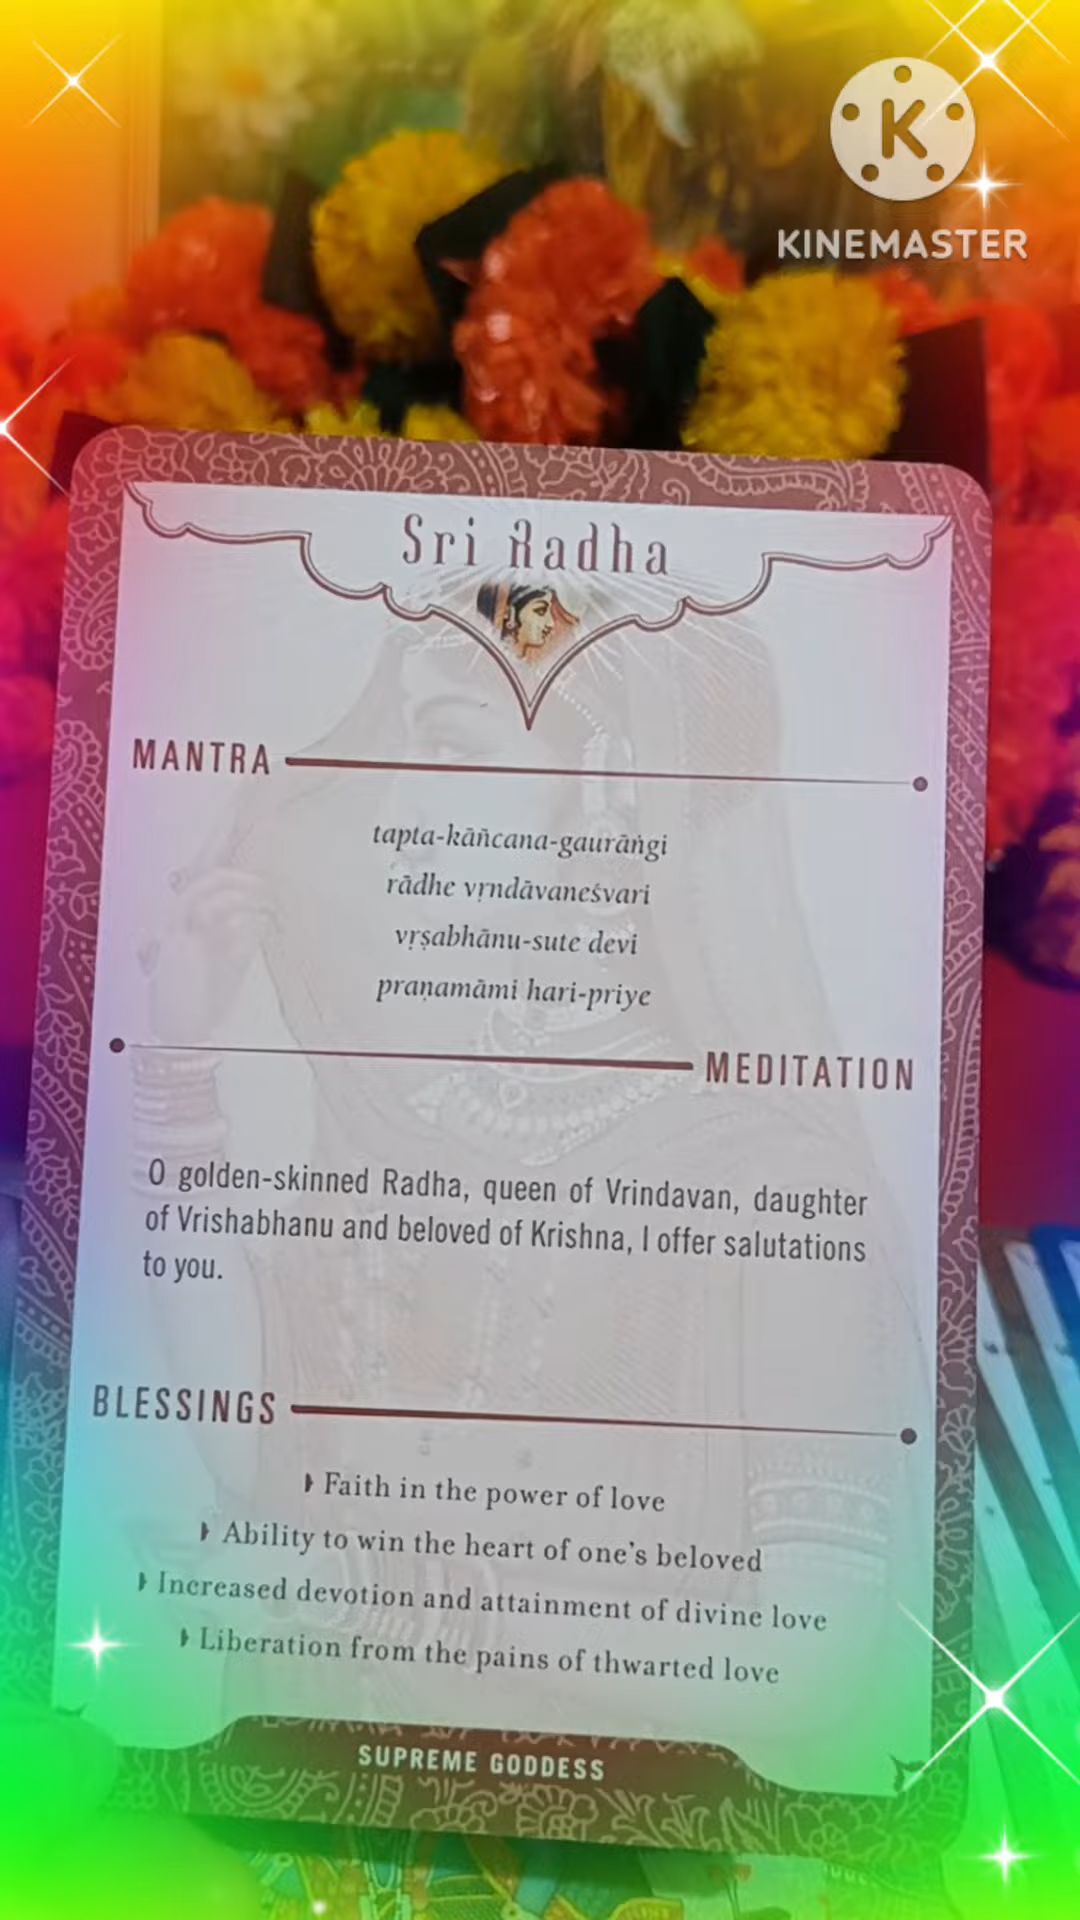 K
KINEMASTER
Sri Radha
MANTRA
tapta-kāñcana-gaurāṅgi
rādhe vṛndāvaneśvari
vṛṣabhānu-sute devi
praṇamāmi hari-priye
MEDITATION
O golden-skinned Radha, queen of Vrindavan, daughter
of Vrishabhanu and beloved of Krishna, I offer salutations
to you.
BLESSINGS
Faith in the power of love
Ability to win the heart of one's beloved
Increased devotion and attainment of divine love
Liberation from the pains of thwarted love
SUPREME GODDESS